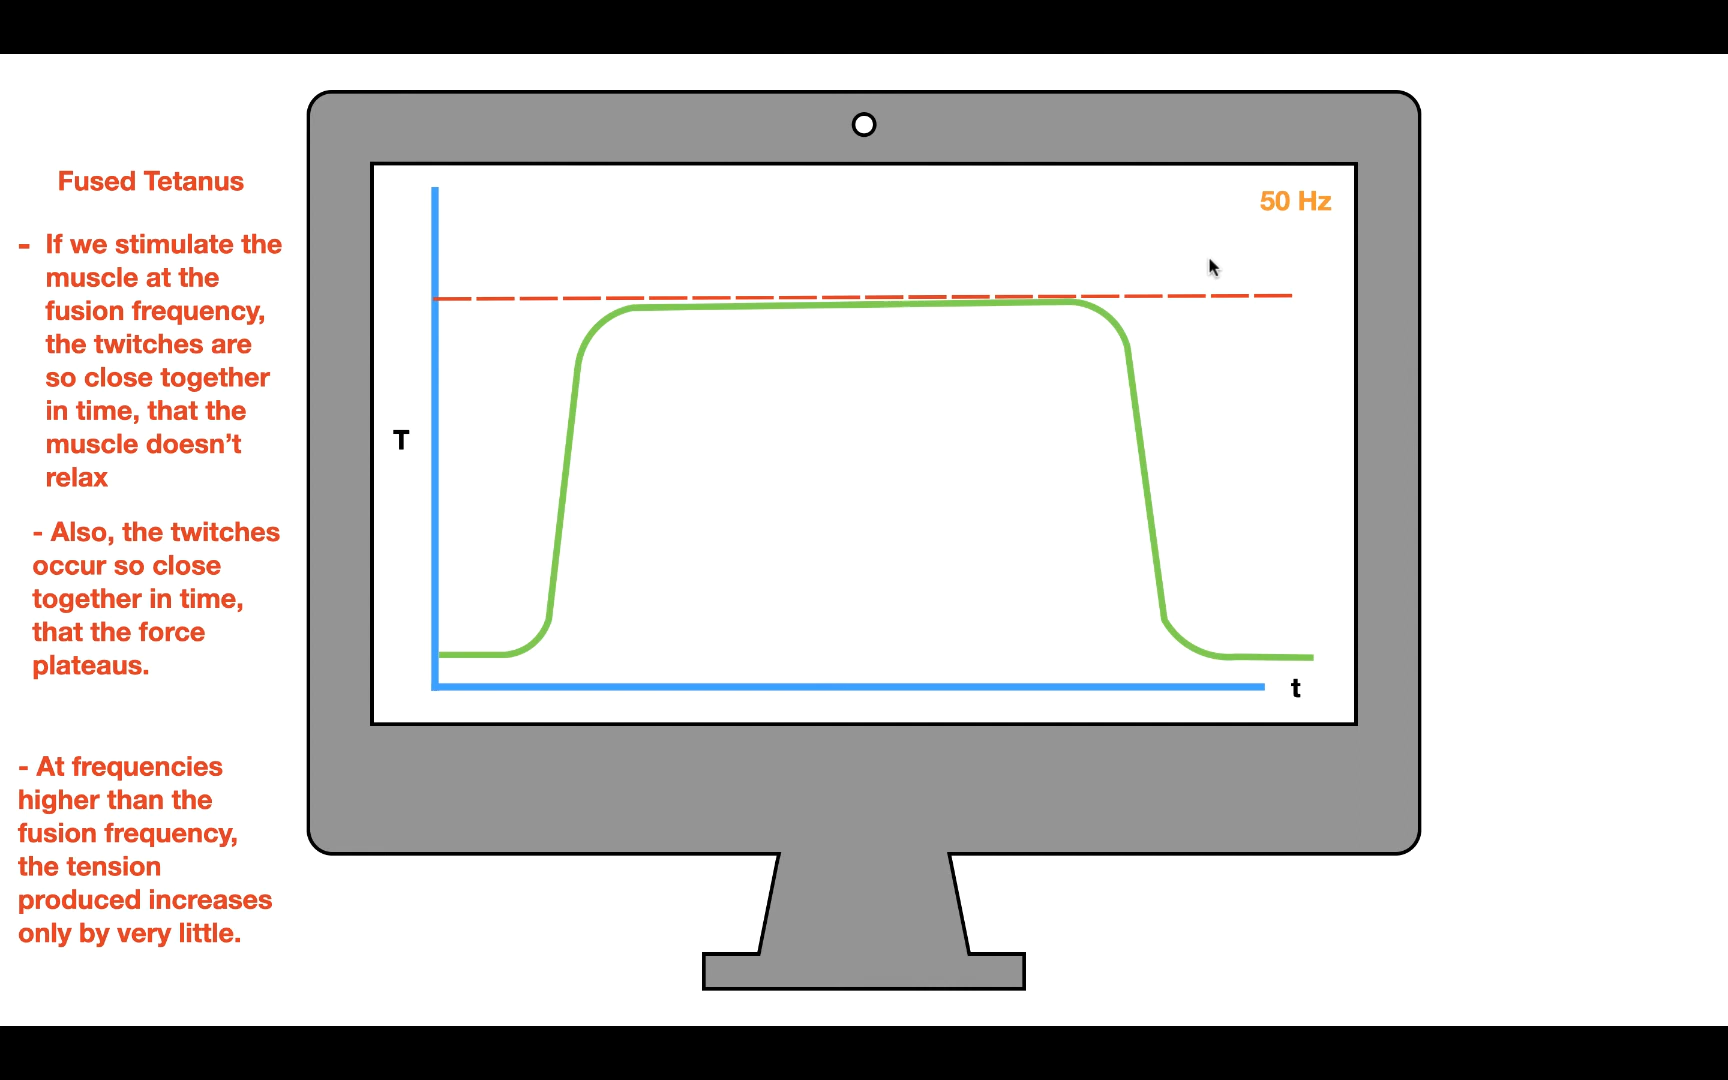 Fused Tetanus
- If we stimulate the
muscle at the
fusion frequency,
the twitches are
so close together
in time, that the
muscle doesn’t
relax
- Also, the twitches
occur so close
together in time,
that the force
plateaus.
- At frequencies
higher than the
fusion frequency,
the tension
produced increases
only by very little.
50 Hz
T
t